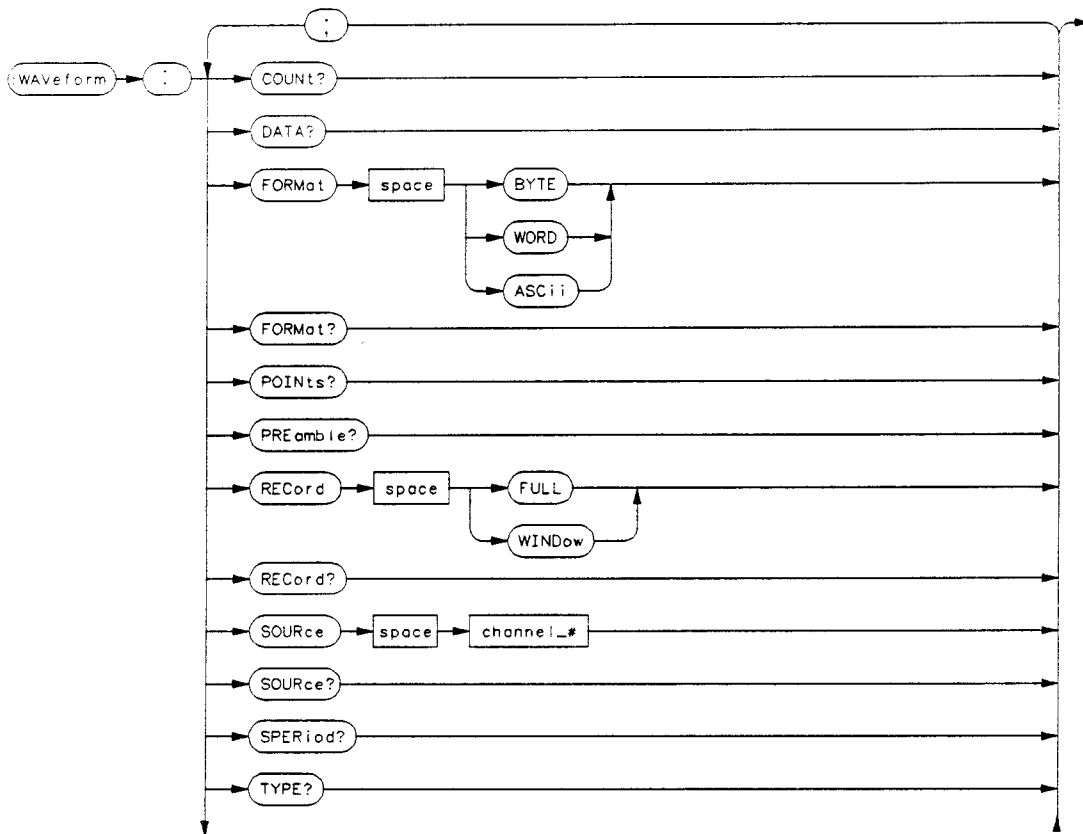 ;
:WAVeform : COUNt?
DATA?
FORMat space BYTE
WORD
ASCii
FORMat?
POINts?
PREamble?
RECord space FULL
WINDow
RECord?
SOURce space channel_#
SOURce?
SPERiod?
TYPE?